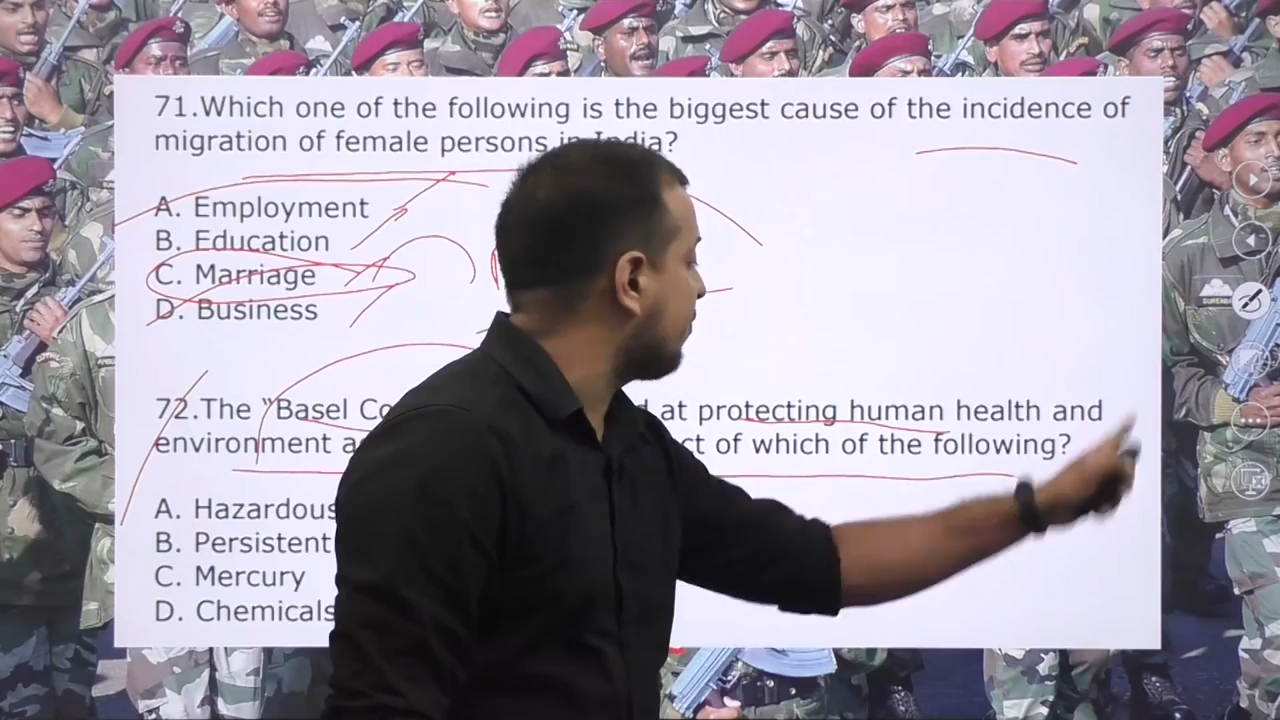 71.Which one of the following is the biggest cause of the incidence of
migration of female persons in India?
A. Employment
B. Education
C. Marriage
D. Business
72.The "Basel at protecting human health and
environment of which of the following?
A. Hazardous
B. Persistent
C. Mercury
D. Chemicals